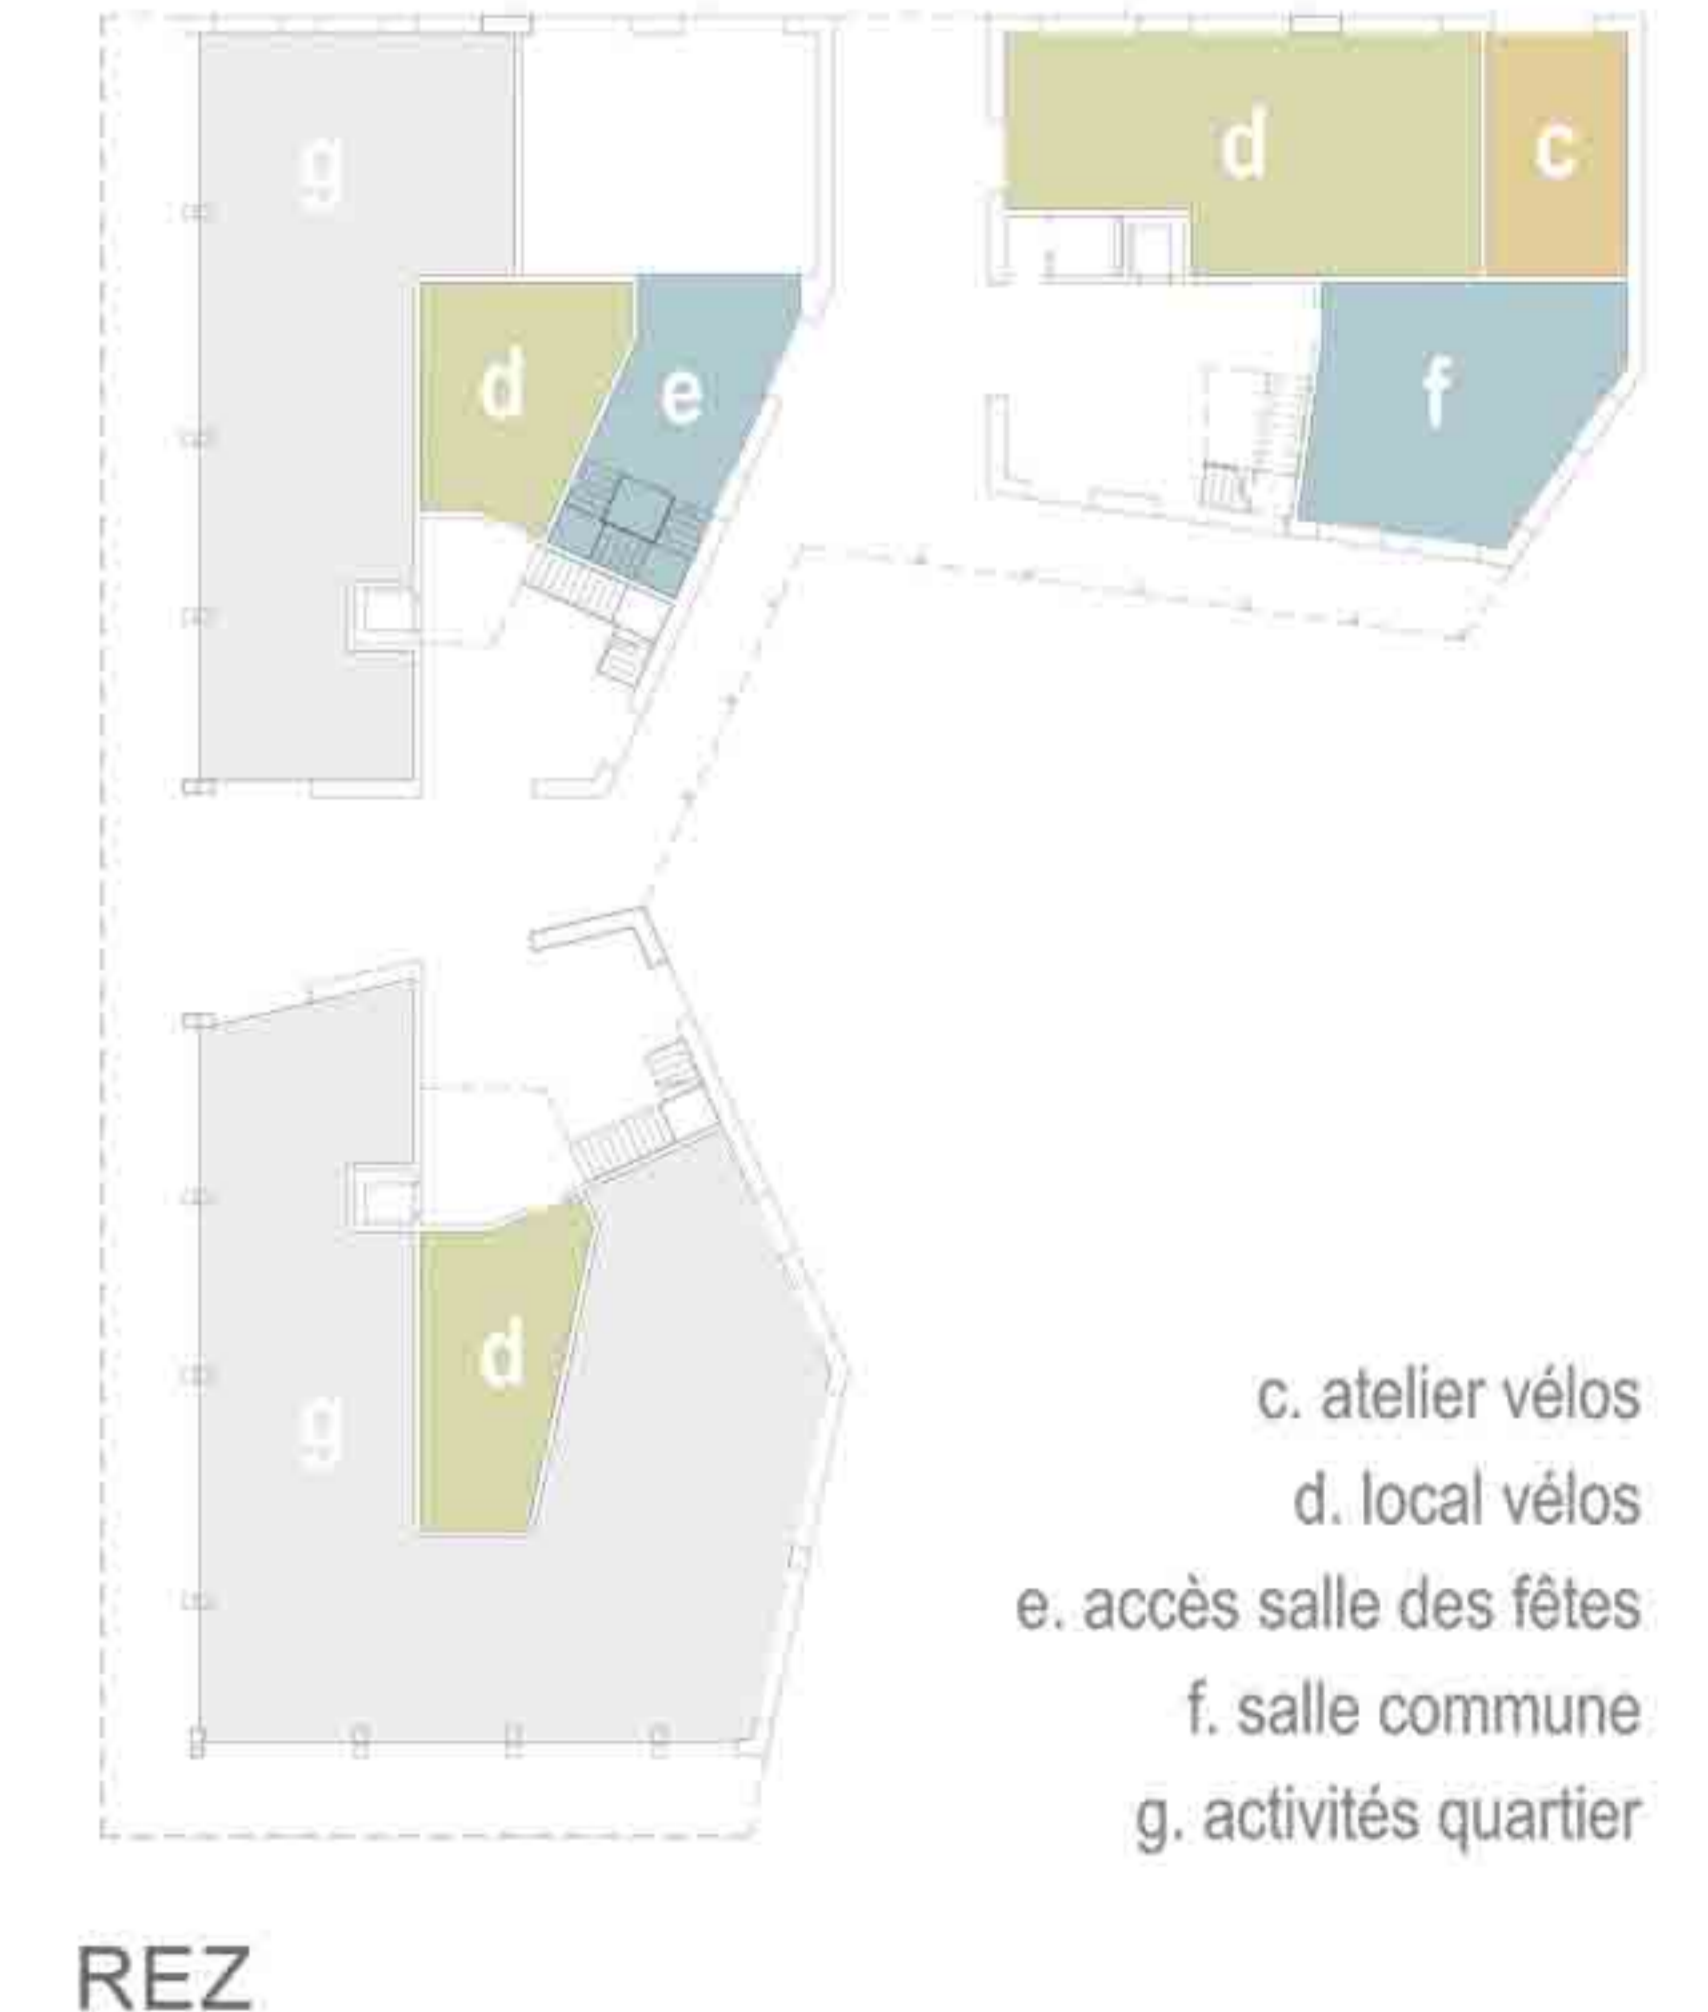 g
d
c
d
e
f
d
g
c. atelier vélos
d. local vélos
e. accès salle des fêtes
f. salle commune
g. activités quartier
REZ